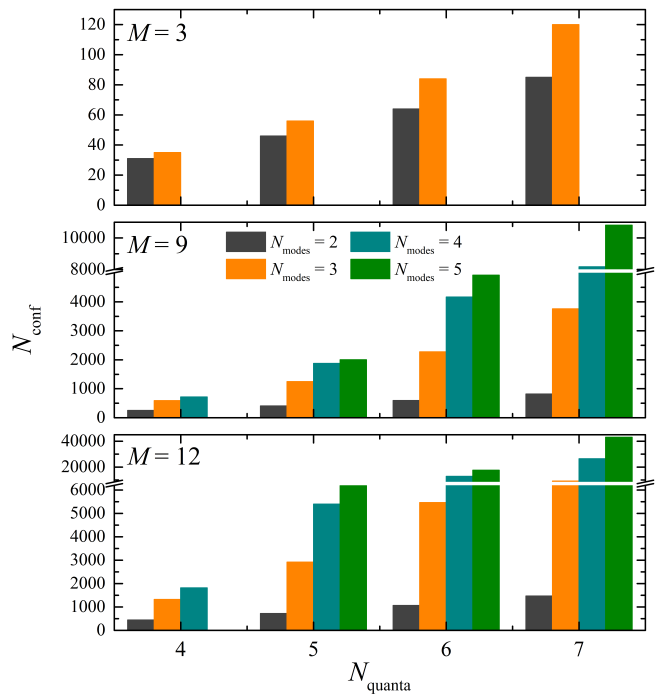 M = 3
120
100
80
60
40
20
0
M = 9
N_modes = 2
N_modes = 4
N_modes = 3
N_modes = 5
10000
8000
4000
3000
2000
1000
0
N_conf
M = 12
40000
20000
6000
5000
4000
3000
2000
1000
0
4 5 6 7
N_quanta